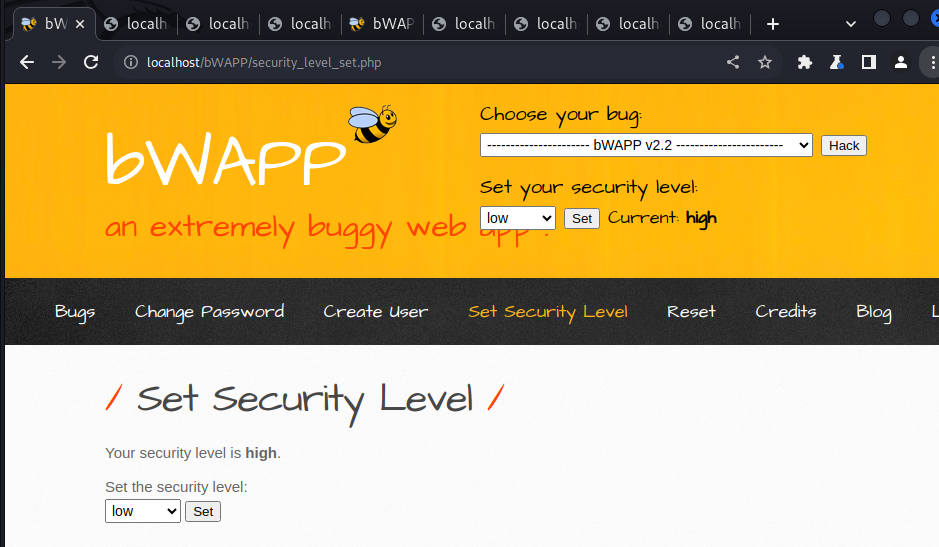 bW
localh
localh
localh
bWAP
localh
localh
localh
localh
localhost/bWAPP/security_level_set.php
bWAPP
an extremely buggy web app !
Choose your bug:
---------------------- bWAPP v2.2 -----------------------
Hack
Set your security level:
low
Set
Current: high
Bugs
Change Password
Create User
Set Security Level
Reset
Credits
Blog
L
/ Set Security Level /
Your security level is high.
Set the security level:
low
Set